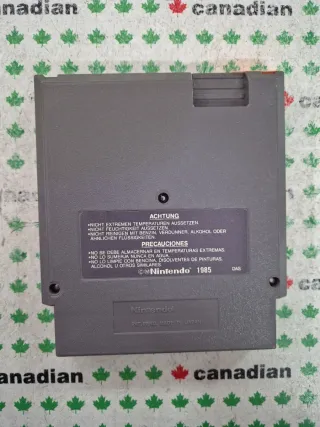 canadian
canadian
ACHTUNG
•NICHT EXTREMEN TEMPERATUREN AUSSETZEN.
•NICHT FEUCHTIGKEIT AUSSETZEN.
•NICHT REINIGEN MIT BENZIN, VERDÜNNER, ALKOHOL ODER
ÄHNLICHEN FLÜSSIGKEITEN.
PRECAUCIONES
•NO SE DEBE ALMACENAR EN TEMPERATURAS EXTREMAS.
•NO LO SUMERJA NUNCA EN AGUA.
•NO LO LIMPIE CON BENCINA, DISOLVENTES DE PINTURAS,
ALCOHOL U OTROS SIMILARES.
©Nintendo 1985
Nintendo
canadian
canadian